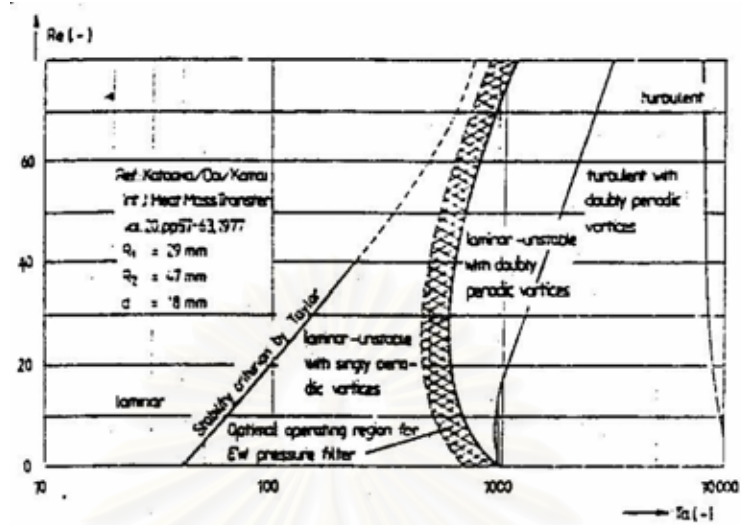 Re [-]
60
40
20
0
turbulent
Ref: Kataoka/Doi/Komai
Int. J. Heat Mass Transfer
Vol. 20, pp 57-63, 1977
R₁ = 29 mm
R₂ = 47 mm
d = 18 mm
turbulent with
doubly periodic
vortices
laminar-unstable
with doubly
periodic vortices
Stability criterion by Taylor
laminar-unstable
with singly perio-
dic vortices
laminar
Optimal operating region for
EW pressure filter
10
100
1000
10000
Ta [-]